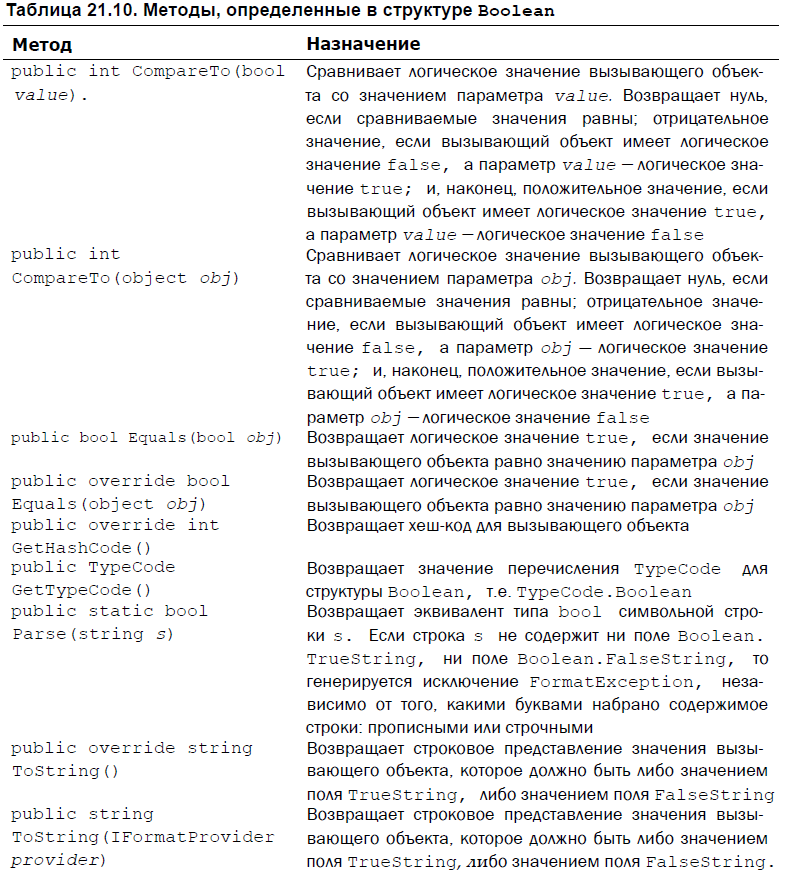 Таблица 21.10. Методы, определенные в структуре Boolean
Метод
Назначение
public int CompareTo(bool
value).
Сравнивает логическое значение вызывающего объек-
та со значением параметра value. Возвращает нуль,
если сравниваемые значения равны; отрицательное
значение, если вызывающий объект имеет логическое
значение false, а параметр value — логическое зна-
чение true; и, наконец, положительное значение, если
вызывающий объект имеет логическое значение true,
а параметр value — логическое значение false
public int
CompareTo(object obj)
Сравнивает логическое значение вызывающего объек-
та со значением параметра obj. Возвращает нуль, если
сравниваемые значения равны; отрицательное значе-
ние, если вызывающий объект имеет логическое зна-
чение false, а параметр obj — логическое значение
true; и, наконец, положительное значение, если вызы-
вающий объект имеет логическое значение true, а па-
раметр obj — логическое значение false
public bool Equals(bool obj)
Возвращает логическое значение true, если значение
вызывающего объекта равно значению параметра obj
public override bool
Equals(object obj)
Возвращает логическое значение true, если значение
вызывающего объекта равно значению параметра obj
public override int
GetHashCode()
Возвращает хеш-код для вызывающего объекта
public TypeCode
GetTypeCode()
Возвращает значение перечисления TypeCode для
структуры Boolean, т.е. TypeCode.Boolean
public static bool
Parse(string s)
Возвращает эквивалент типа bool символьной стро-
ки s. Если строка s не содержит ни поле Boolean.
TrueString, ни поле Boolean.FalseString, то
генерируется исключение FormatException, неза-
висимо от того, какими буквами набрано содержимое
строки: прописными или строчными
public override string
ToString()
Возвращает строковое представление значения вызы-
вающего объекта, которое должно быть либо значением
поля TrueString, либо значением поля FalseString
public string
ToString(IFormatProvider
provider)
Возвращает строковое представление значения вызы-
вающего объекта, которое должно быть либо значением
поля TrueString, либо значением поля FalseString.